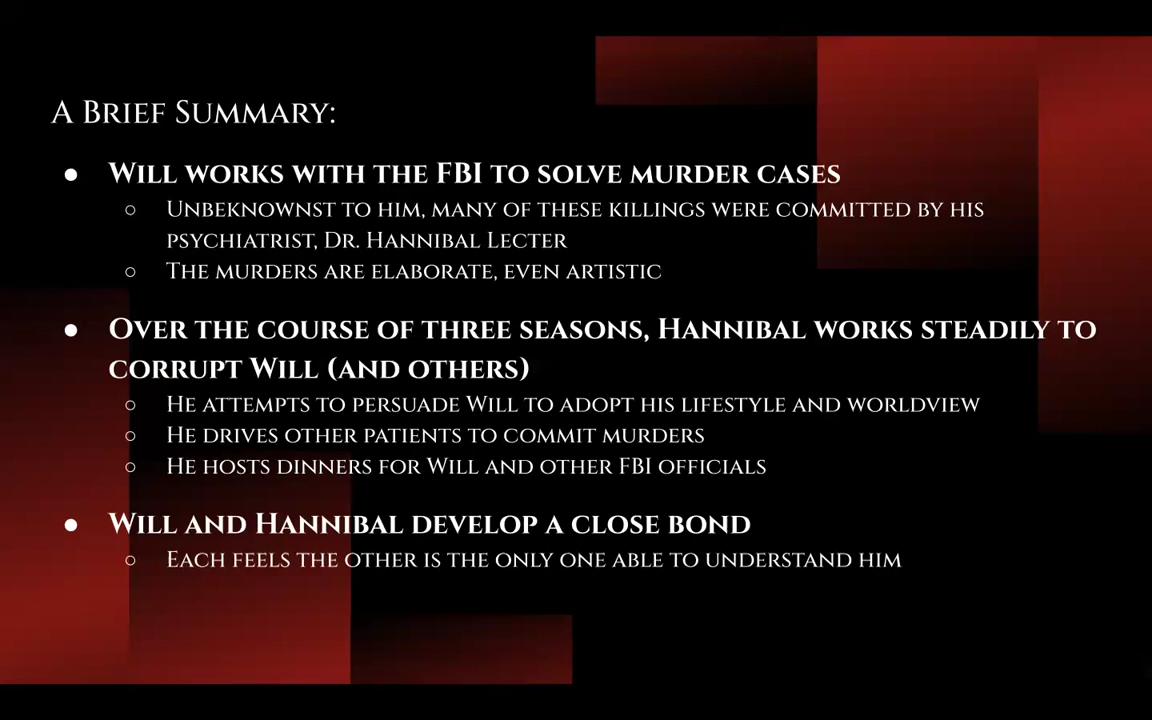 A Brief Summary:
● Will works with the FBI to solve murder cases
○ Unbeknownst to him, many of these killings were committed by his
psychiatrist, Dr. Hannibal Lecter
○ The murders are elaborate, even artistic
● Over the course of three seasons, Hannibal works steadily to
corrupt Will (and others)
○ He attempts to persuade Will to adopt his lifestyle and worldview
○ He drives other patients to commit murders
○ He hosts dinners for Will and other FBI officials
● Will and Hannibal develop a close bond
○ Each feels the other is the only one able to understand him